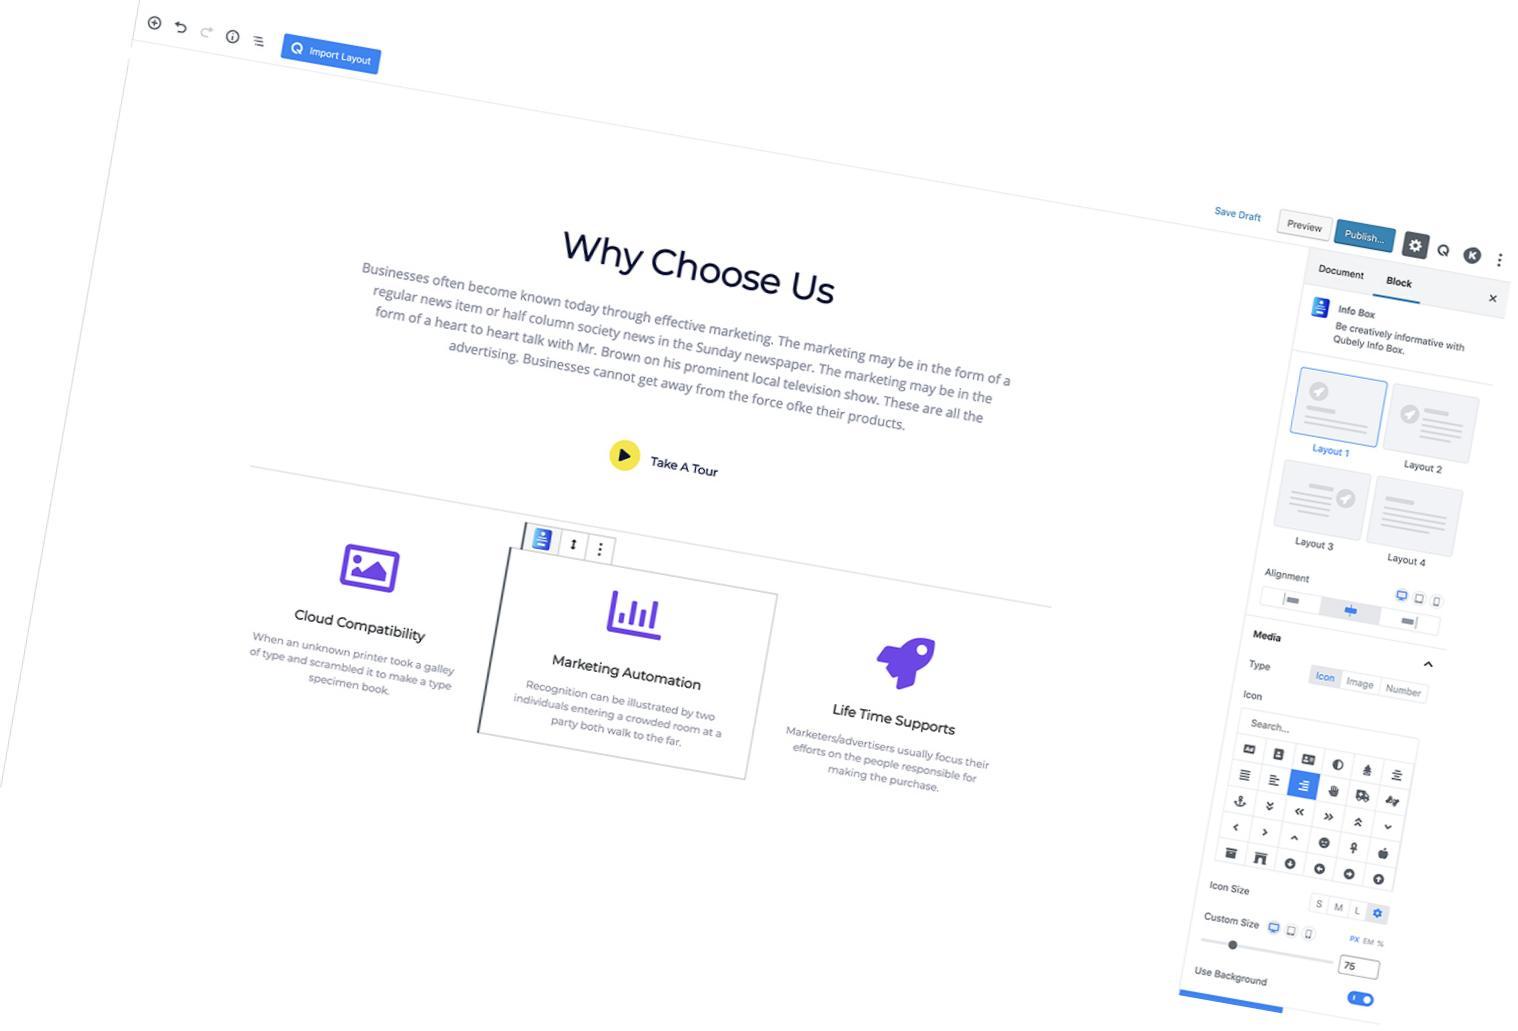 Import Layout
Save Draft
Preview
Publish...
Why Choose Us
Businesses often become known today through effective marketing. The marketing may be in the form of a
regular news item or half column society news in the Sunday newspaper. The marketing may be in the
form of a heart to heart talk with Mr. Brown on his prominent local television show. These are all the
advertising. Businesses cannot get away from the force ofke their products.
Take A Tour
Cloud Compatibility
When an unknown printer took a galley
of type and scrambled it to make a type
specimen book.
Marketing Automation
Recognition can be illustrated by two
individuals entering a crowded room at a
party both walk to the far.
Life Time Supports
Marketers/advertisers usually focus their
efforts on the people responsible for
making the purchase.
Document
Block
Info Box
Be creatively informative with
Qubely Info Box.
Layout 1
Layout 2
Layout 3
Layout 4
Alignment
Media
Type
Icon
Image
Number
Icon
Search...
Icon Size
S
M
L
Custom Size
PX
EM
%
75
Use Background